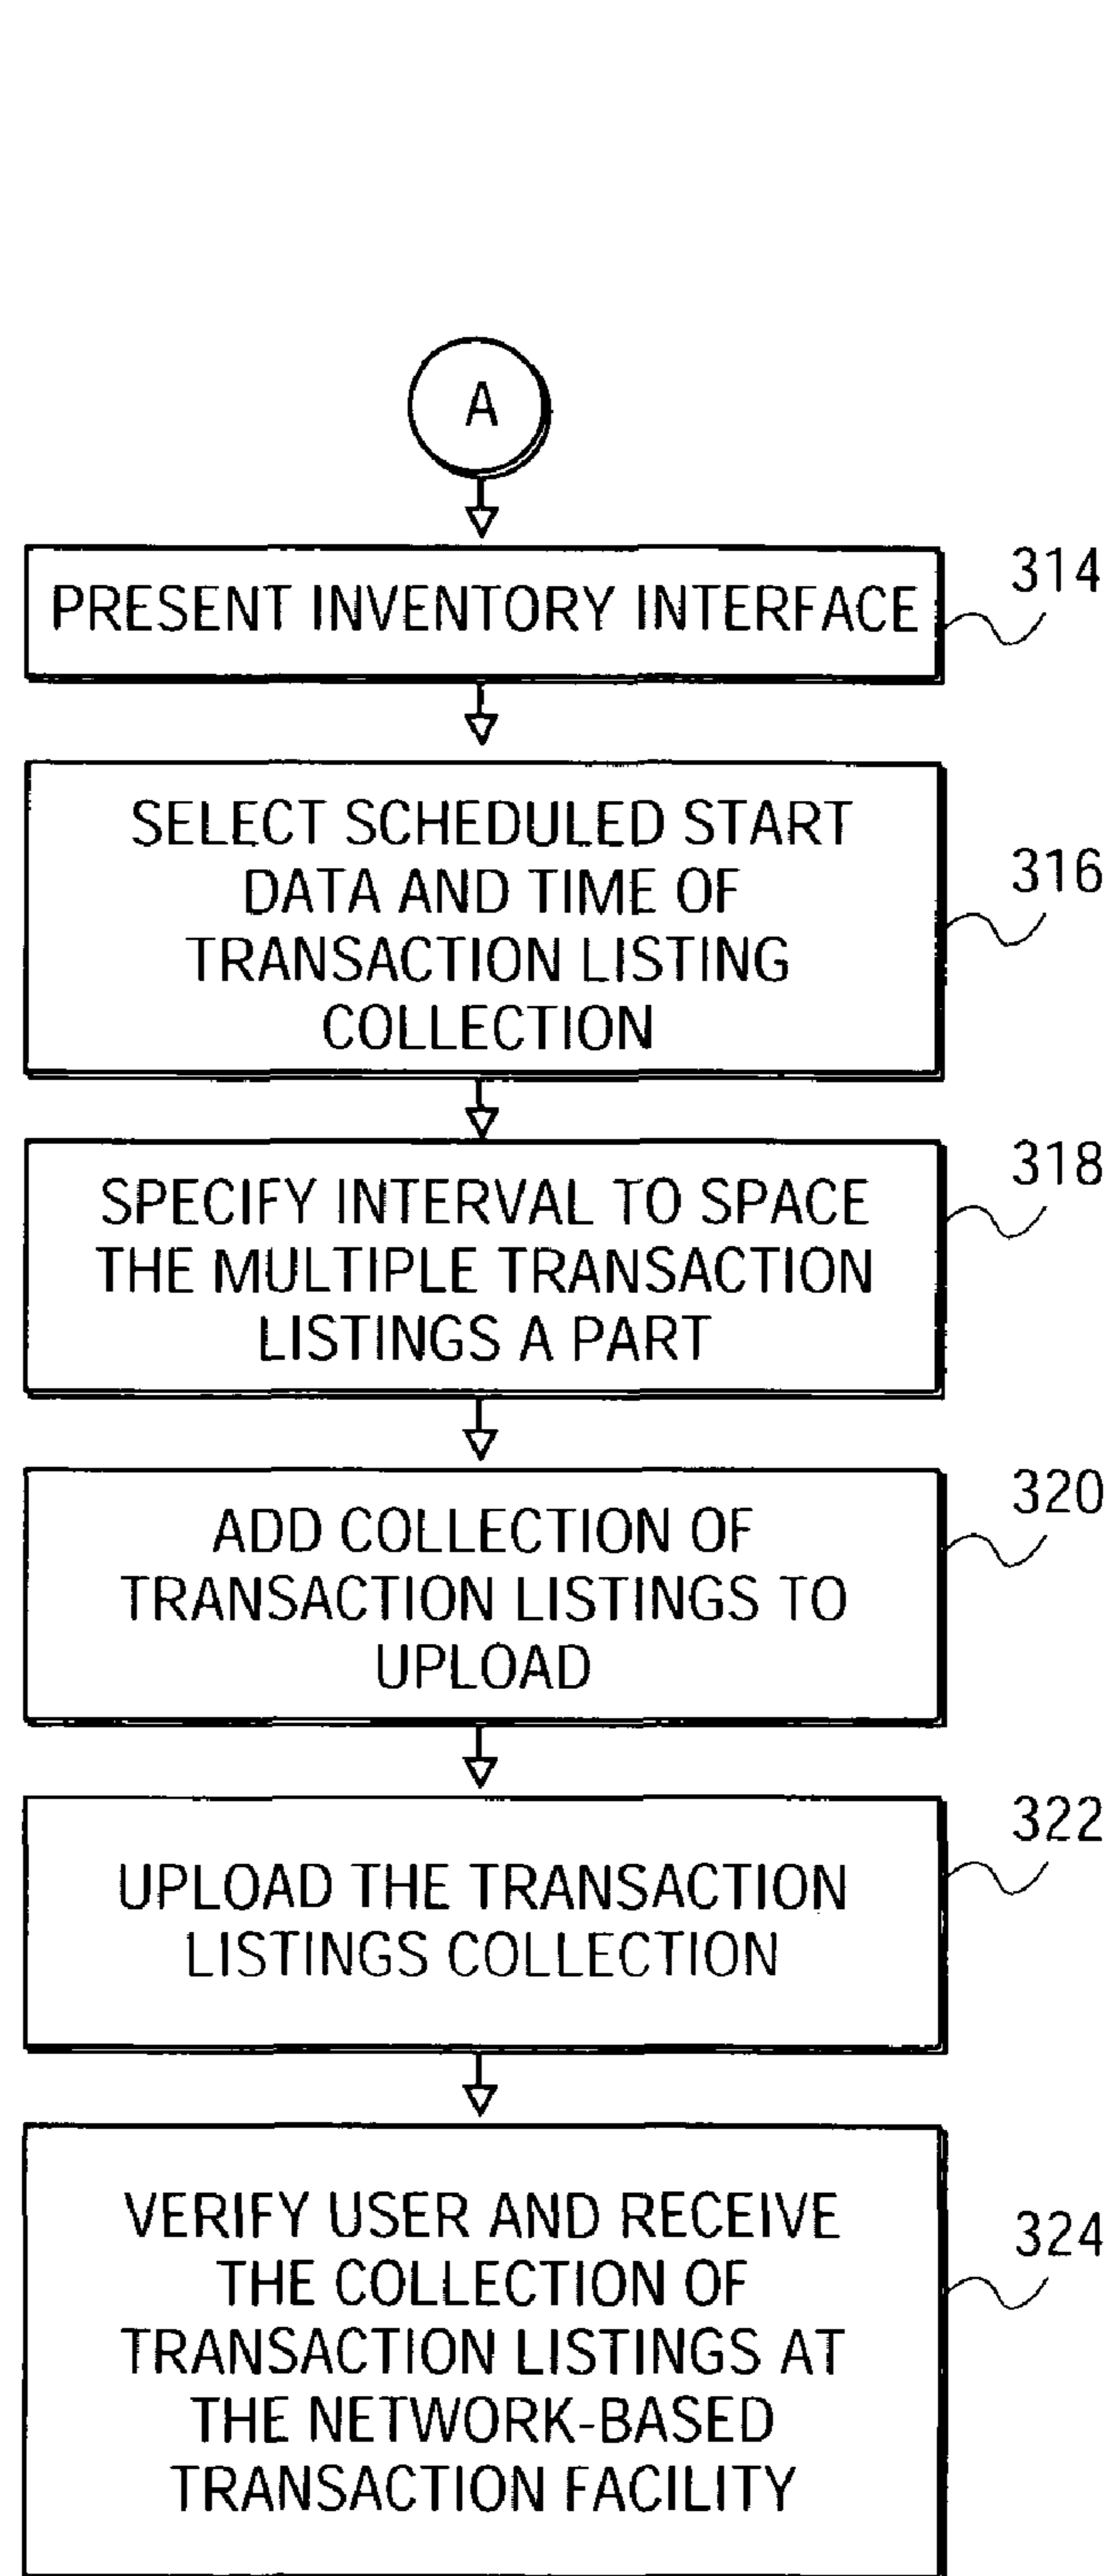 A
PRESENT INVENTORY INTERFACE
314
SELECT SCHEDULED START
DATA AND TIME OF
TRANSACTION LISTING
COLLECTION
316
SPECIFY INTERVAL TO SPACE
THE MULTIPLE TRANSACTION
LISTINGS A PART
318
ADD COLLECTION OF
TRANSACTION LISTINGS TO
UPLOAD
320
UPLOAD THE TRANSACTION
LISTINGS COLLECTION
322
VERIFY USER AND RECEIVE
THE COLLECTION OF
TRANSACTION LISTINGS AT
THE NETWORK-BASED
TRANSACTION FACILITY
324